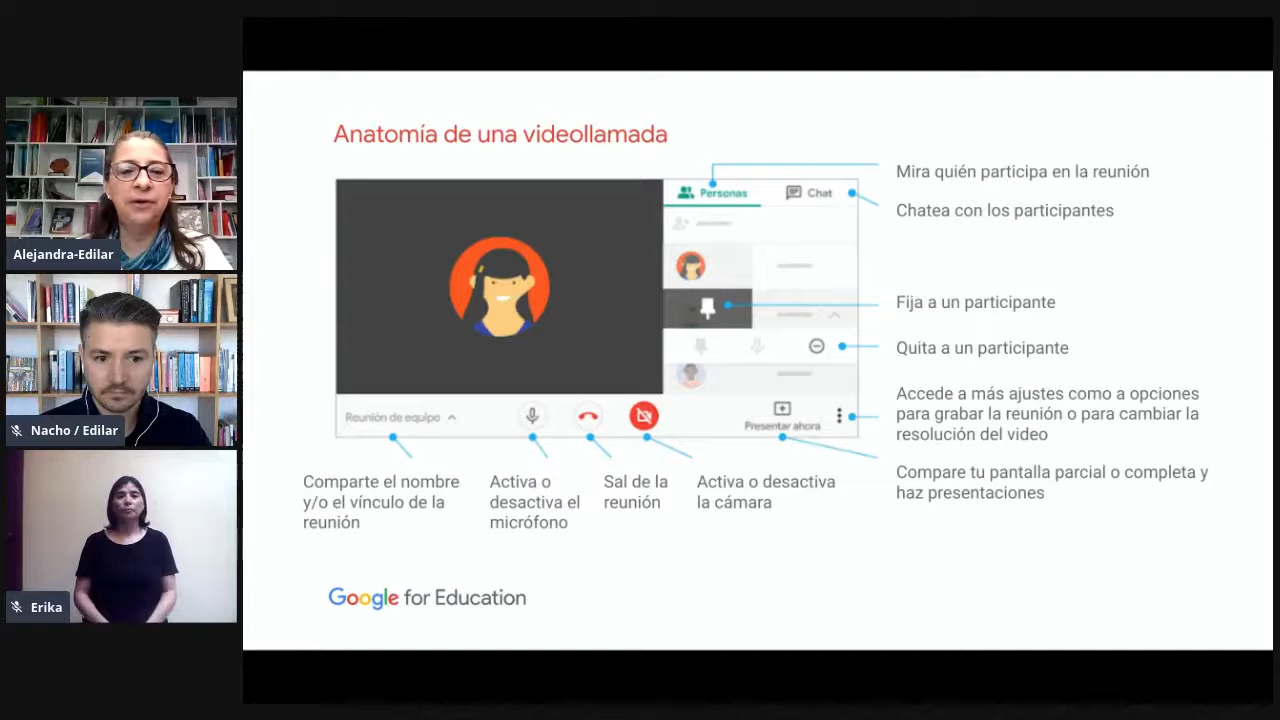 Alejandra-Edilar
Nacho / Edilar
Erika
Anatomía de una videollamada
Personas
Chat
Reunión de equipo
Presentar ahora
Mira quién participa en la reunión
Chatea con los participantes
Fija a un participante
Quita a un participante
Accede a más ajustes como a opciones
para grabar la reunión o para cambiar la
resolución del video
Compare tu pantalla parcial o completa y
haz presentaciones
Comparte el nombre
y/o el vínculo de la
reunión
Activa o
desactiva el
micrófono
Sal de la
reunión
Activa o desactiva
la cámara
Google for Education